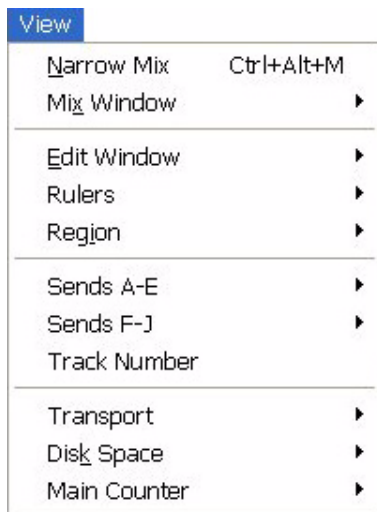 View
Narrow Mix Ctrl+Alt+M
Mix Window
Edit Window
Rulers
Region
Sends A-E
Sends F-J
Track Number
Transport
Disk Space
Main Counter